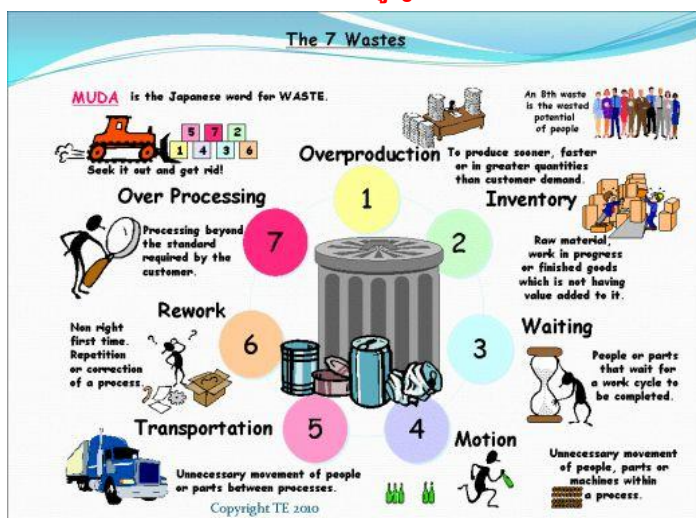 The 7 Wastes
MUDA is the Japanese word for WASTE.
5 7 2
1 4 3 6
Seek it out and get rid!
An 8th waste
is the wasted
potential
of people
Overproduction
To produce sooner, faster
or in greater quantities
than customer demand.
1
Inventory
Raw material,
work in progress
or finished goods
which is not having
value added to it.
2
Waiting
People or parts
that wait for
a work cycle to
be completed.
3
Motion
Unnecessary movement
of people, parts or
machines within
a process.
4
Transportation
Unnecessary movement of people
or parts between processes.
5
Rework
Non right
first time.
Repetition
or correction
of a process.
6
Over Processing
Processing beyond
the standard
required by the
customer.
7
Copyright TE 2010